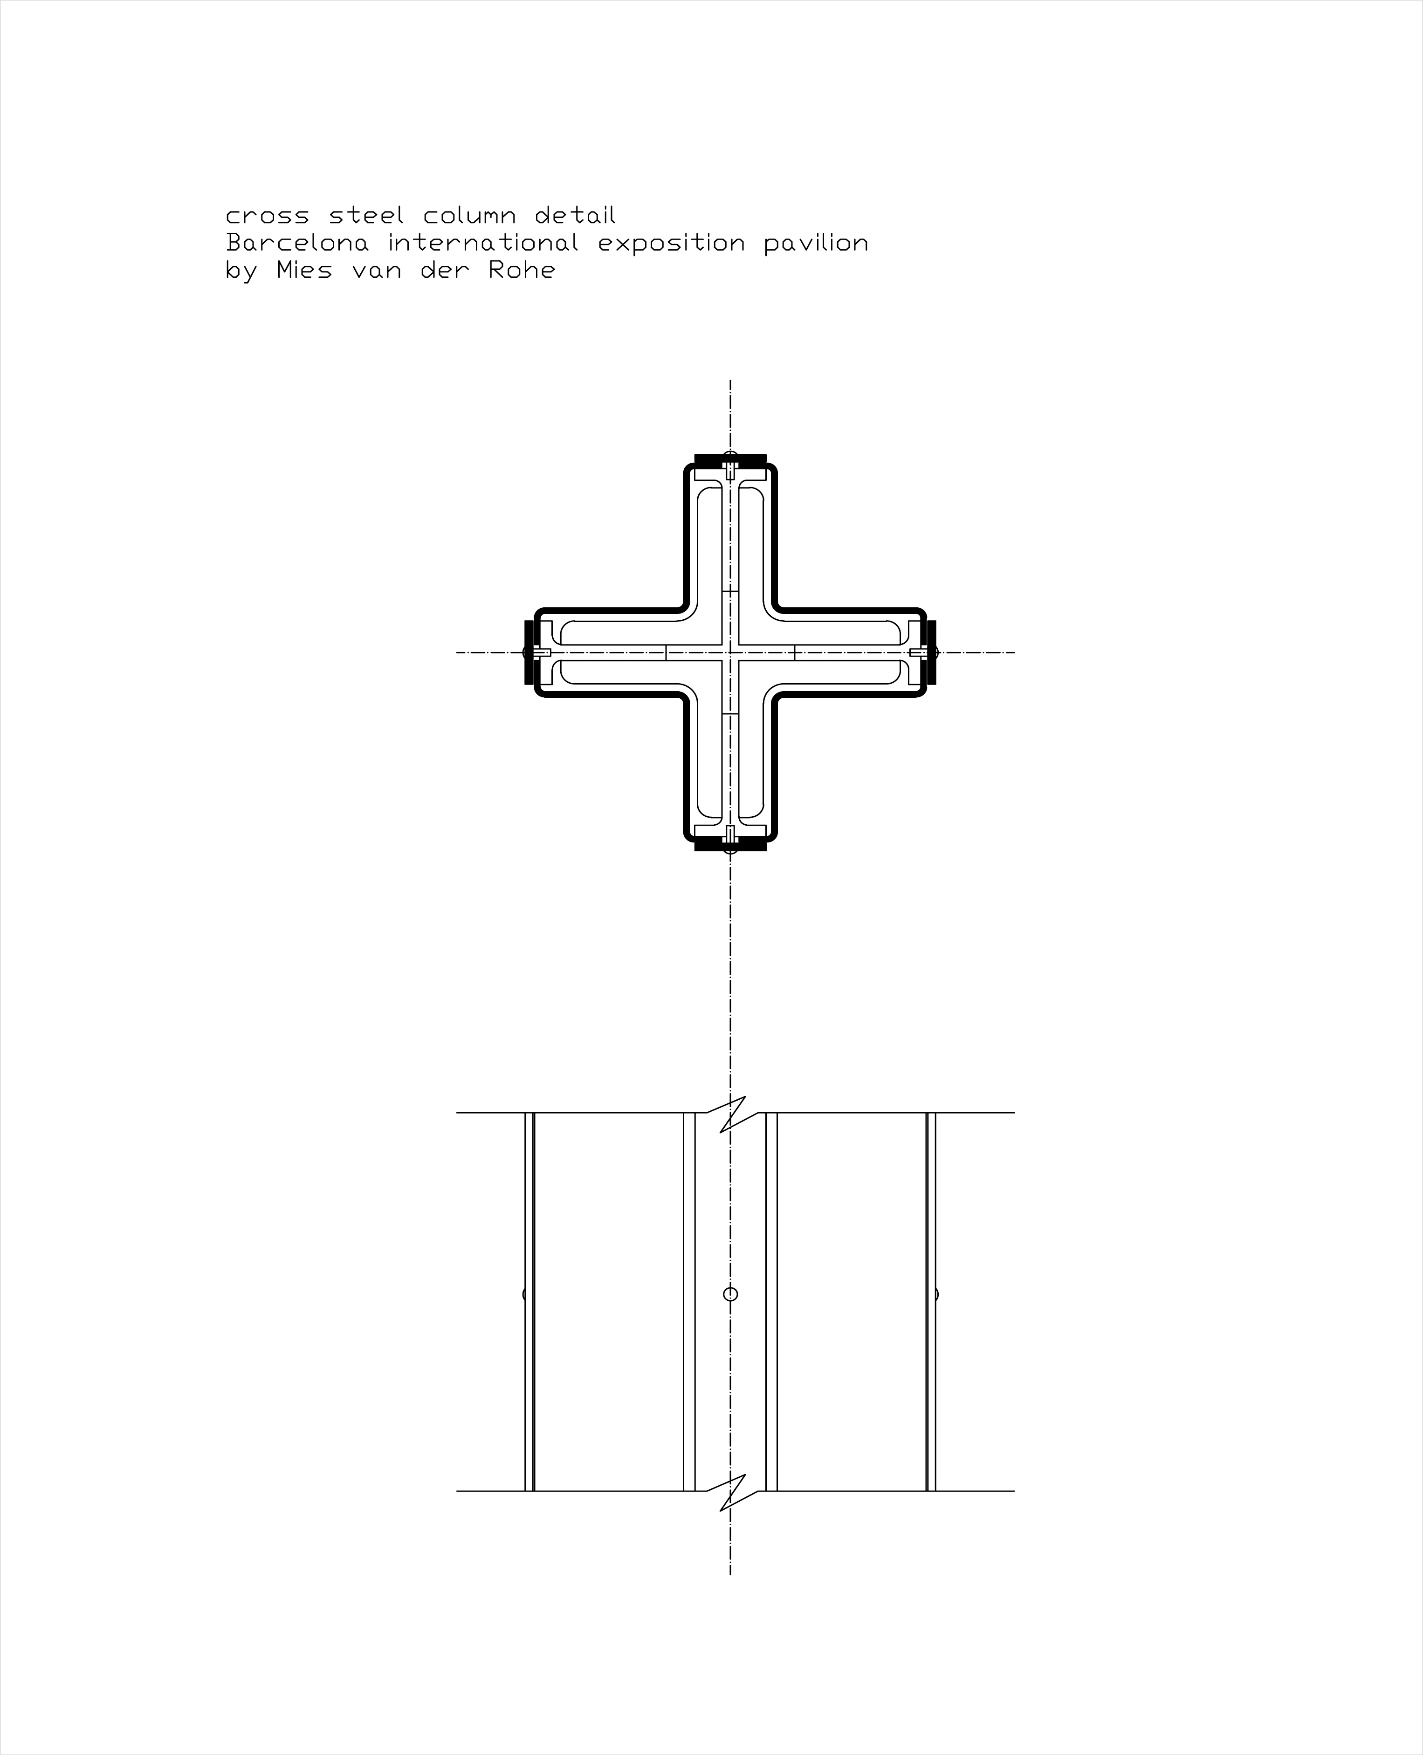 cross steel column detail
Barcelona international exposition pavilion
by Mies van der Rohe